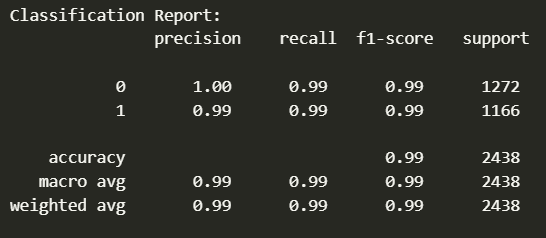 Classification Report:
precision recall f1-score support
0 1.00 0.99 0.99 1272
1 0.99 0.99 0.99 1166
accuracy 0.99 2438
macro avg 0.99 0.99 0.99 2438
weighted avg 0.99 0.99 0.99 2438